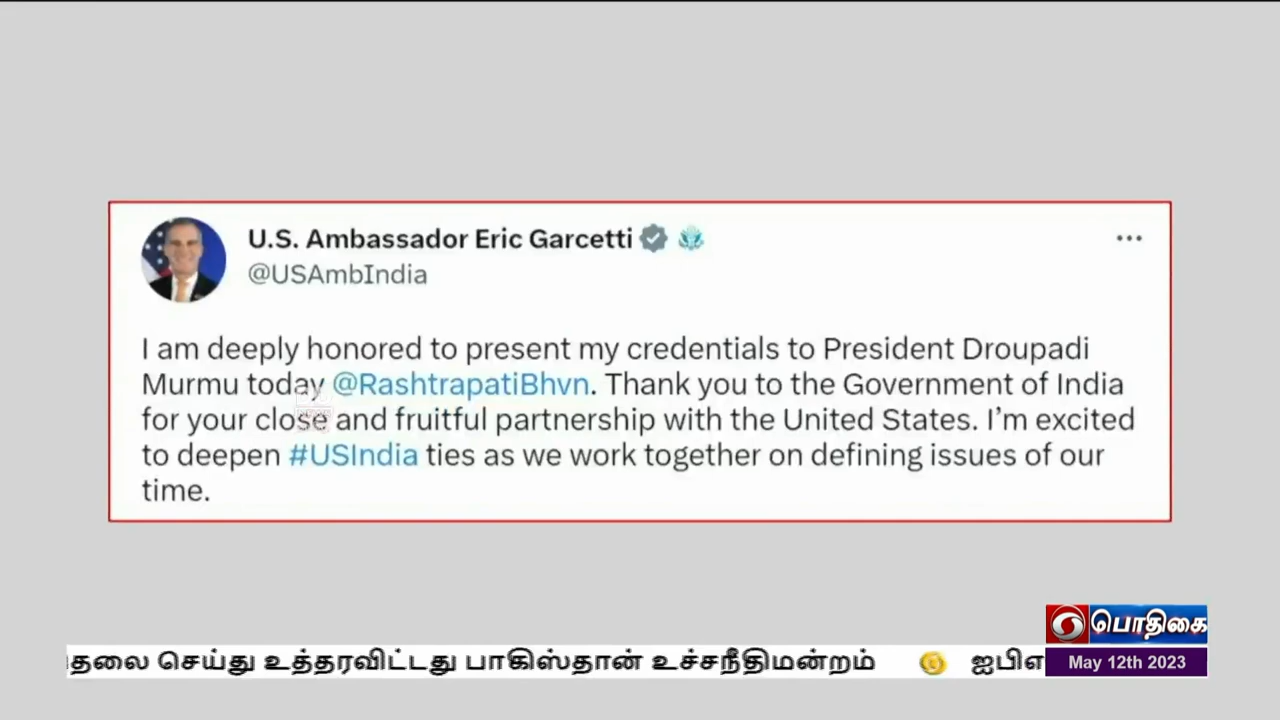 U.S. Ambassador Eric Garcetti
@USAmbIndia
I am deeply honored to present my credentials to President Droupadi
Murmu today @RashtrapatiBhvn. Thank you to the Government of India
for your close and fruitful partnership with the United States. I’m excited
to deepen #USIndia ties as we work together on defining issues of our
time.
பொதிகை
செய்து உத்தரவிட்டது பாகிஸ்தான் உச்சநீதிமன்றம்
May 12th 2023